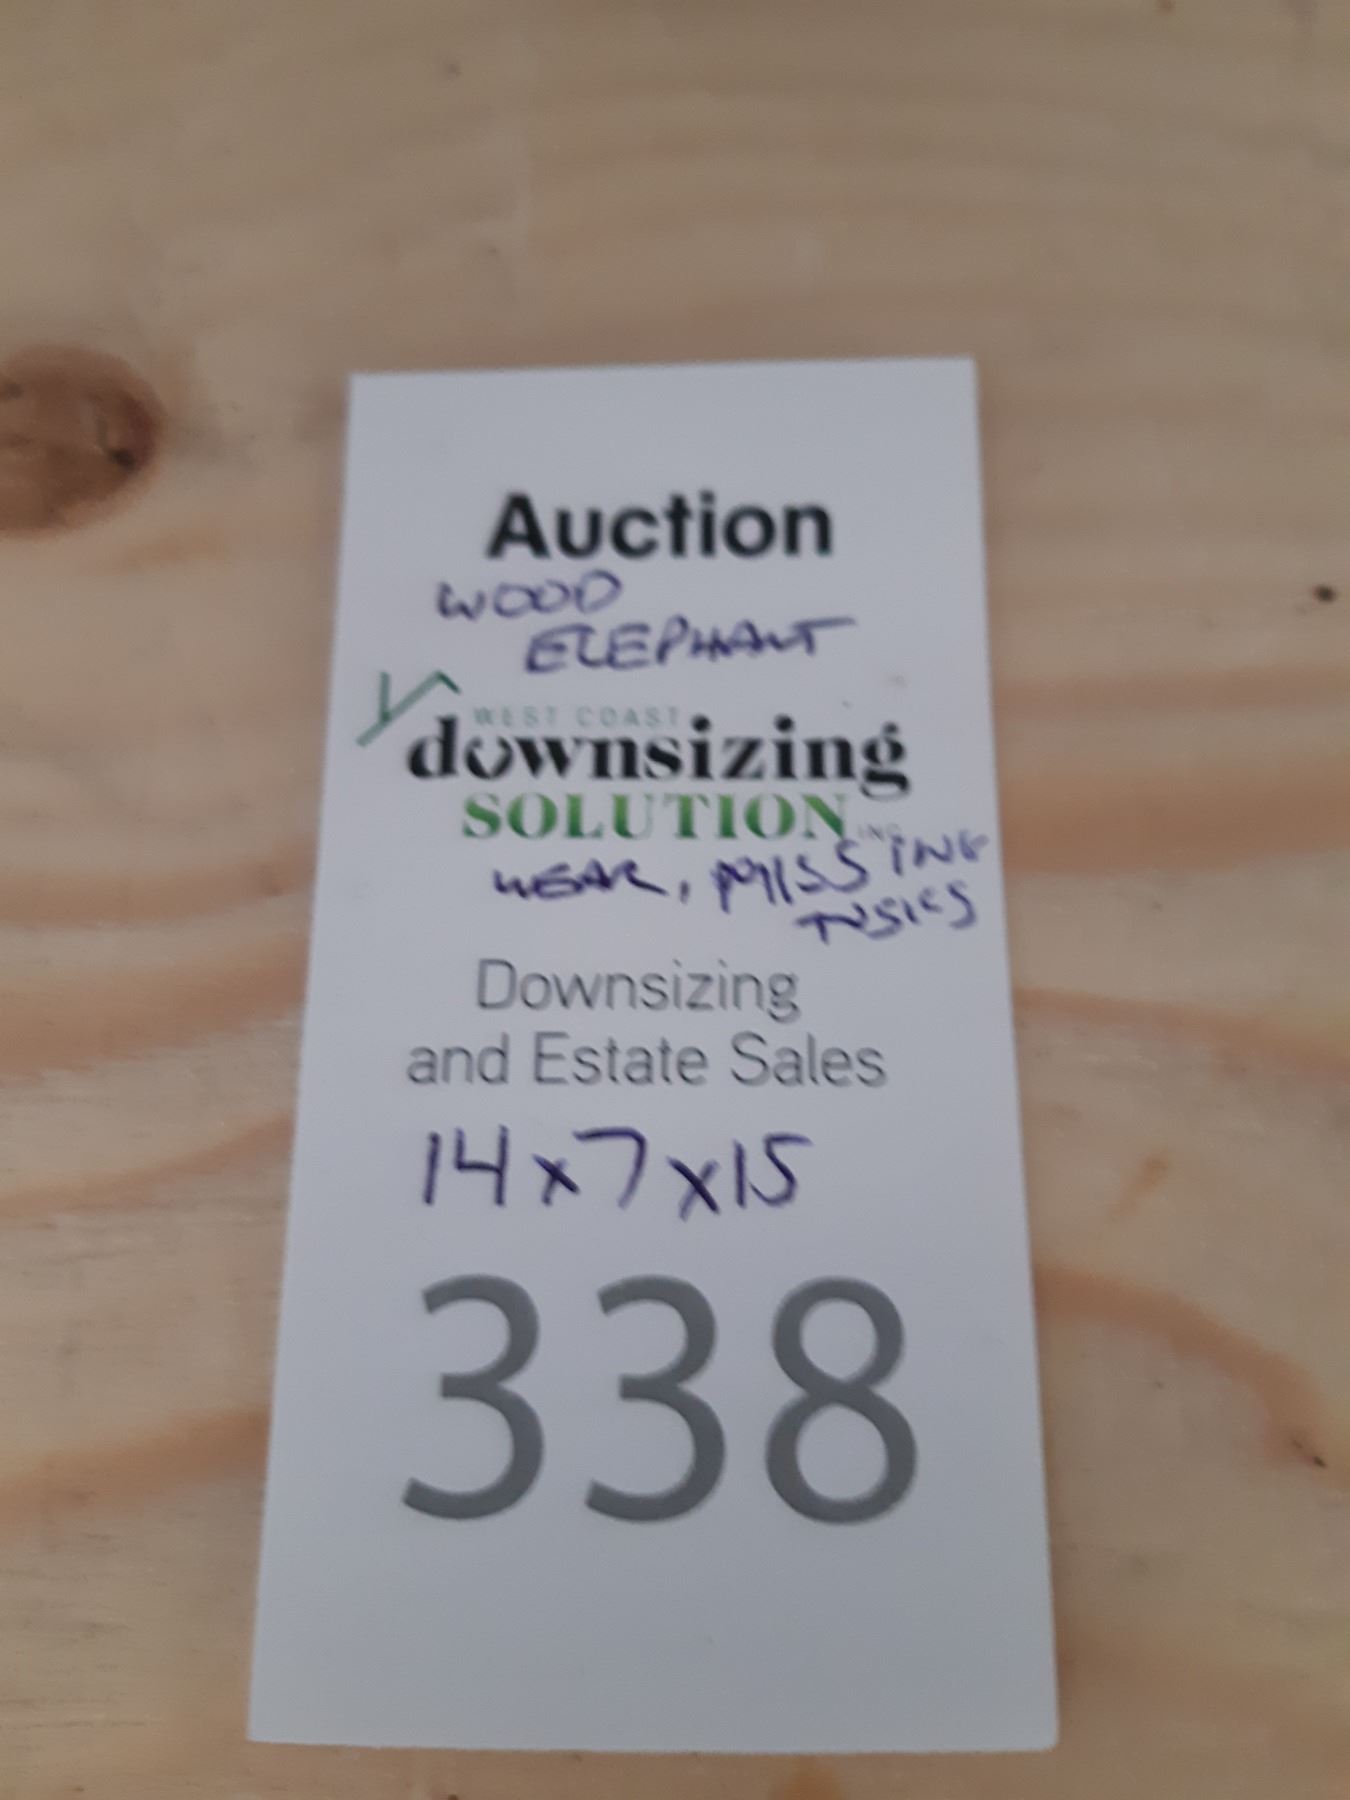 Auction
WOOD
ELEPHANT
WEST COAST
downsizing
SOLUTION INC
WEAR, MISSING
TUSKS
Downsizing
and Estate Sales
14x7x15
338